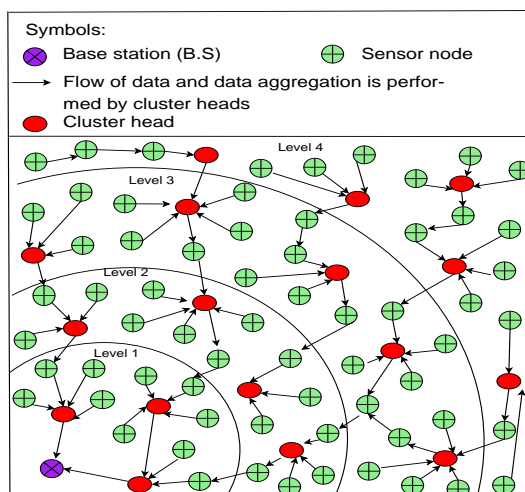 Symbols:
Base station (B.S)
Sensor node
Flow of data and data aggregation is perfor-
med by cluster heads
Cluster head
Level 4
Level 3
Level 2
Level 1